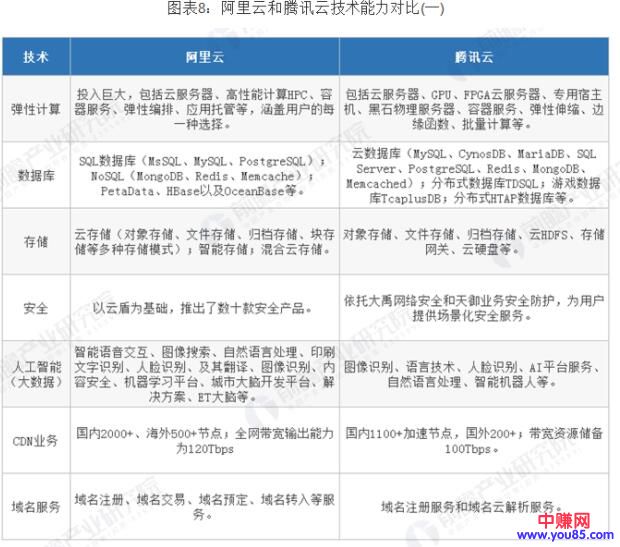 图表8：阿里云和腾讯云技术能力对比(一)
技术
阿里云
腾讯云
弹性计算
投入巨大，包括云服务器、高性能计算HPC、容器服务、弹性编排、应用托管等，涵盖用户的每一种选择。
包括云服务器、GPU、FPGA云服务器、专用宿主机、黑石物理服务器、容器服务、弹性伸缩、边缘函数、批量计算等。
数据库
SQL数据库（MsSQL、MySQL、PostgreSQL）；
NoSQL（MongoDB、Redis、Memcache）；
PetaData、HBase以及OceanBase等。
云数据库（MySQL、CynosDB、MariaDB、SQL
Server、PostgreSQL、Redis、MongoDB、
Memcached）；分布式数据库TDSQL；游戏数据
库TcaplusDB；分布式HTAP数据库等。
存储
云存储（对象存储、文件存储、归档存储、块存
储等多种存储模式）；智能存储；混合云存储。
对象存储、文件存储、归档存储、云HDFS、存储
网关、云硬盘等。
安全
以云盾为基础，推出了数十款安全产品。
依托大禹网络安全和天御业务安全防护，为用户
提供场景化安全服务。
人工智能
（大数据）
智能语音交互、图像搜索、自然语言处理、印刷
文字识别、人脸识别、及其翻译、图像识别、内
容安全、机器学习平台、城市大脑开发平台、解
决方案、ET大脑等。
图像识别、语言技术、人脸识别、AI平台服务、
自然语言处理、智能机器人等。
CDN业务
国内2000+、海外500+节点；全网带宽输出能力
为120Tbps
国内1100+加速节点，国外200+；带宽资源储备
100Tbps。
域名服务
域名注册、域名交易、域名预定、域名转入等服
务。
域名注册服务和域名云解析服务。
前瞻产业研究院
中赚网
www.you85.com